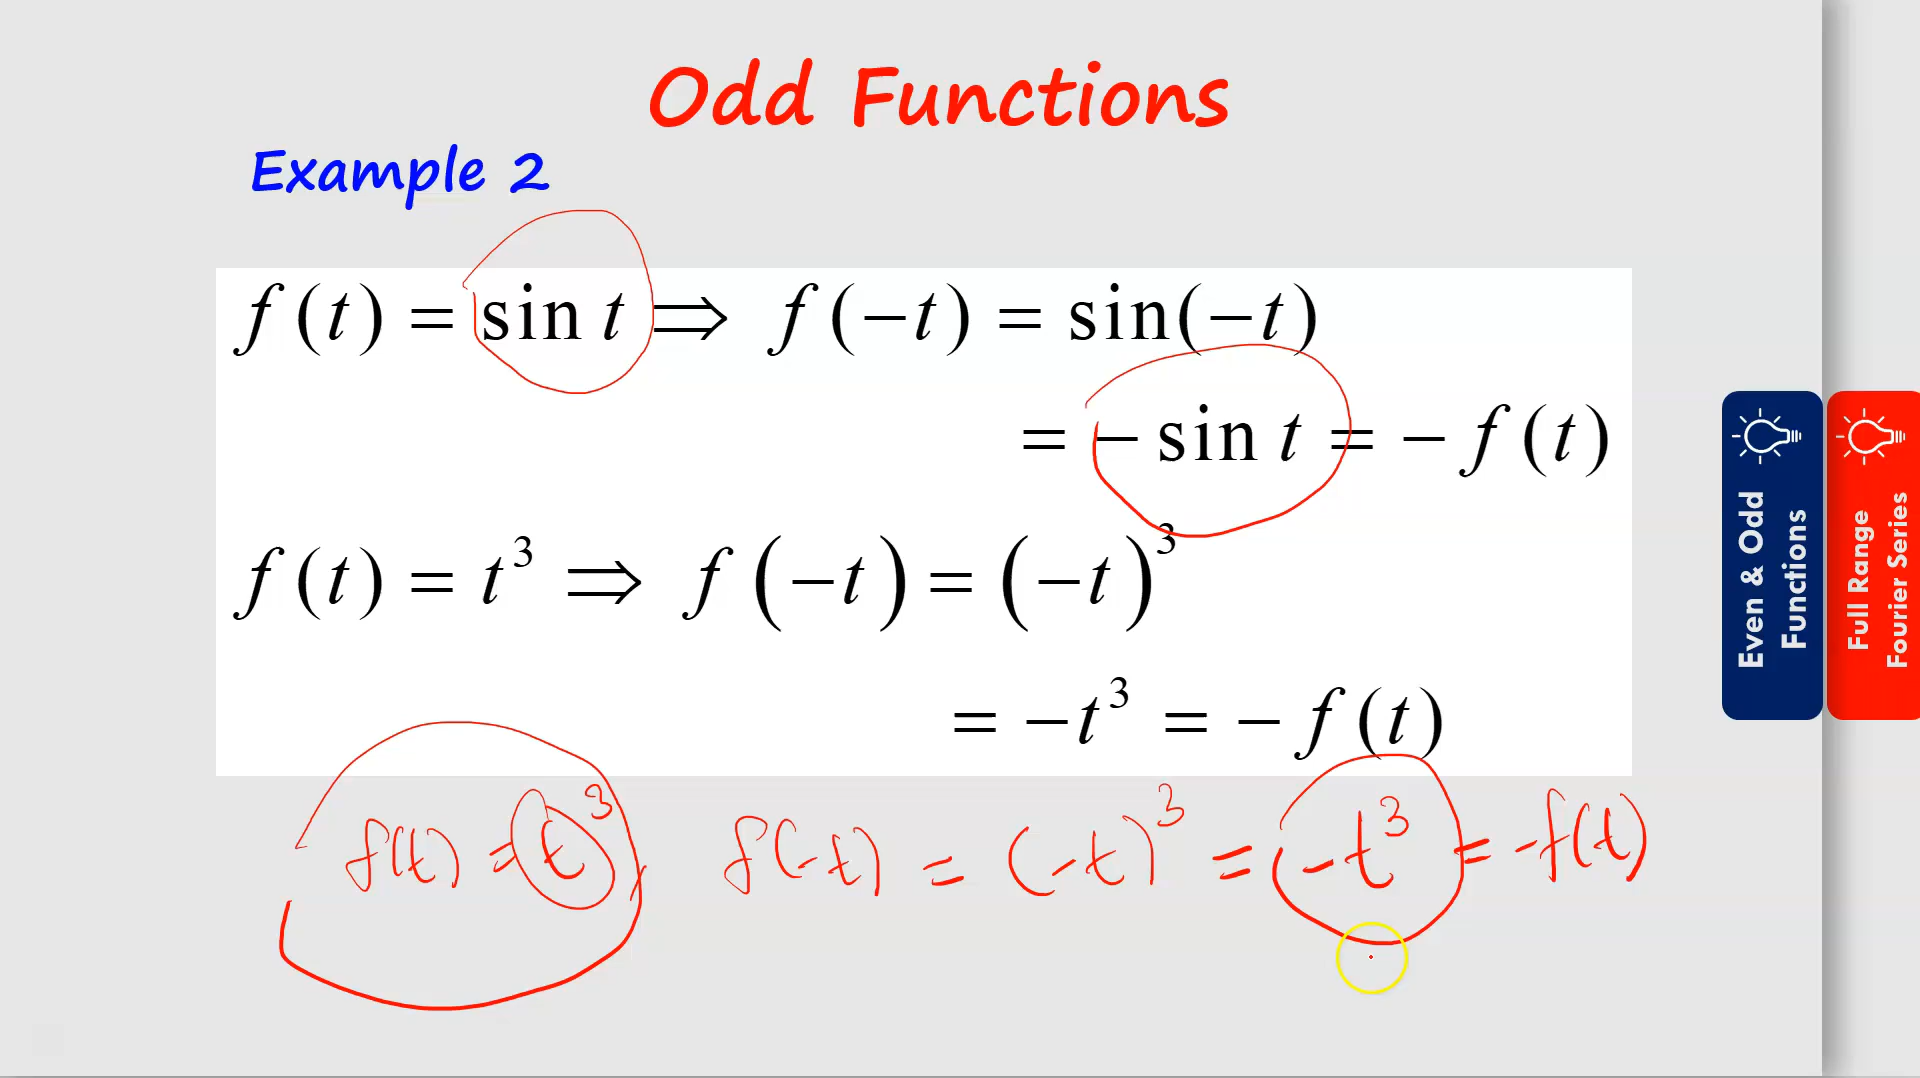 Odd Functions
Example 2
f(t) = sin t ⇒ f(−t) = sin(−t)
= − sin t = − f(t)
f(t) = t³ ⇒ f(−t) = (−t)³
= −t³ = − f(t)
f(t) = t³, f(-t) = (-t)³ = -t³ = -f(t)
Even & Odd
Functions
Full Range
Fourier Series